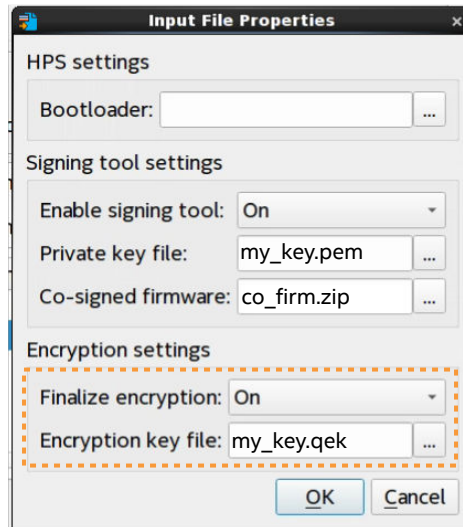 Input File Properties
×
HPS settings
Bootloader:
...
Signing tool settings
Enable signing tool: On
Private key file: my_key.pem ...
Co-signed firmware: co_firm.zip ...
Encryption settings
Finalize encryption: On
Encryption key file: my_key.qek ...
OK Cancel